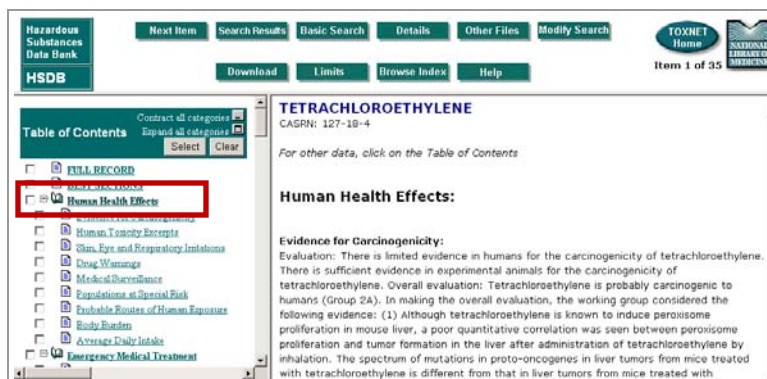 Hazardous
Substances
Data Bank
HSDB
Next Item
Search Results
Basic Search
Details
Other Files
Modify Search
Download
Limits
Browse Index
Help
TOXNET
Home
NATIONAL
LIBRARY OF
MEDICINE
Item 1 of 35
Table of Contents
Contract all categories
Expand all categories
Select Clear
FULL RECORD
BEST SECTIONS
Human Health Effects
Evidence for Carcinogenicity
Human Toxicity Excerpts
Skin, Eye and Respiratory Irritations
Drug Warnings
Medical Surveillance
Populations at Special Risk
Probable Routes of Human Exposure
Body Burden
Average Daily Intake
Emergency Medical Treatment
TETRACHLOROETHYLENE
CASRN: 127-18-4
For other data, click on the Table of Contents
Human Health Effects:
Evidence for Carcinogenicity:
Evaluation: There is limited evidence in humans for the carcinogenicity of tetrachloroethylene.
There is sufficient evidence in experimental animals for the carcinogenicity of
tetrachloroethylene. Overall evaluation: Tetrachloroethylene is probably carcinogenic to
humans (Group 2A). In making the overall evaluation, the working group considered the
following evidence: (1) Although tetrachloroethylene is known to induce peroxisome
proliferation in mouse liver, a poor quantitative correlation was seen between peroxisome
proliferation and tumor formation in the liver after administration of tetrachloroethylene by
inhalation. The spectrum of mutations in proto-oncogenes in liver tumors from mice treated
with tetrachloroethylene is different from that in liver tumors from mice treated with